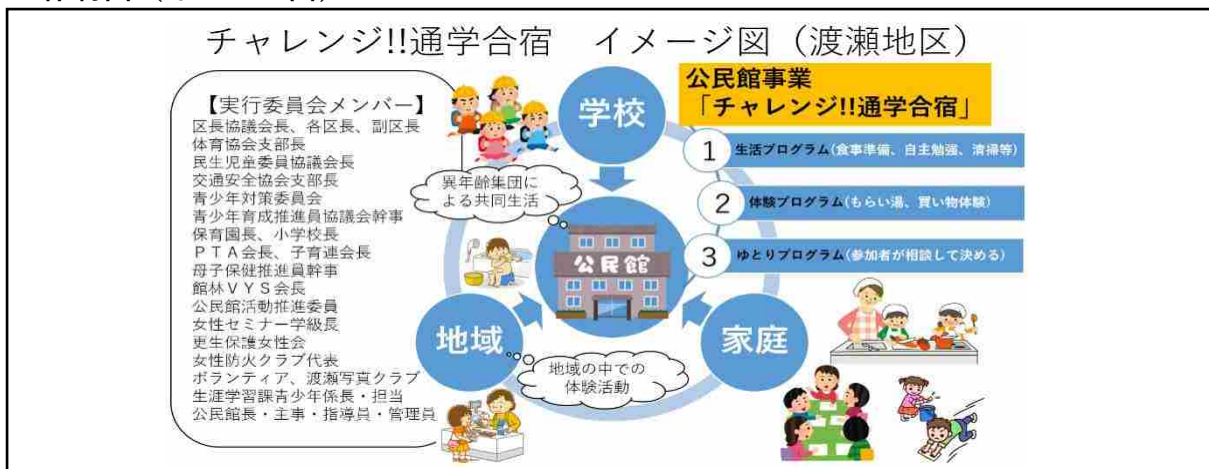 チャレンジ!!通学合宿　イメージ図（渡瀬地区）
【実行委員会メンバー】
区長協議会長、各区長、副区長
体育協会支部長
民生児童委員協議会長
交通安全協会支部長
青少年対策委員会
青少年育成推進員協議会幹事
保育園長、小学校長
ＰＴＡ会長、子育連会長
母子保健推進員幹事
館林ＶＹＳ会長
公民館活動推進委員
女性セミナー学級長
更生保護女性会
女性防火クラブ代表
ボランティア、渡瀬写真クラブ
生涯学習課青少年係長・担当
公民館長・主事・指導員・管理員
学校
異年齢集団に
よる共同生活
公民館
地域
家庭
地域の中での
体験活動
公民館事業
「チャレンジ!!通学合宿」
1 生活プログラム(食事準備、自主勉強、清掃等)
2 体験プログラム(もらい湯、買い物体験)
3 ゆとりプログラム(参加者が相談して決める)